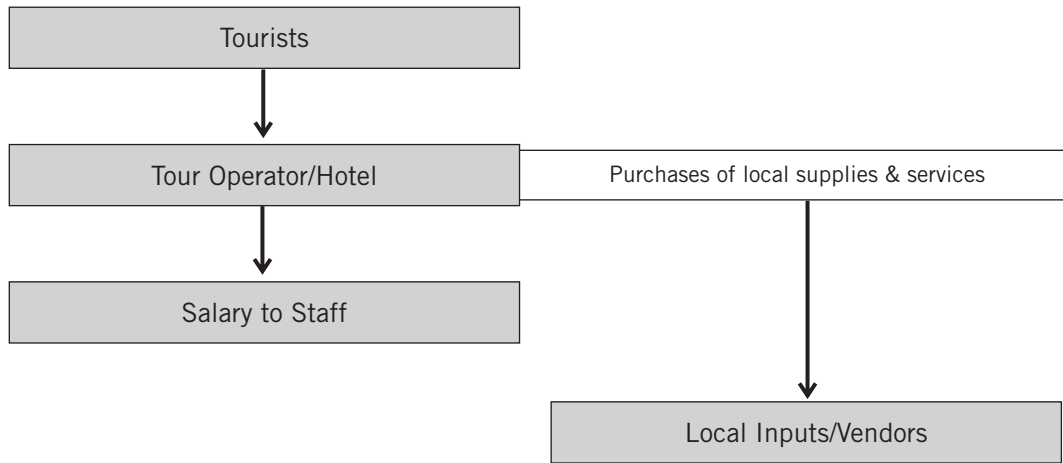 Tourists
Tour Operator/Hotel
Purchases of local supplies & services
Salary to Staff
Local Inputs/Vendors